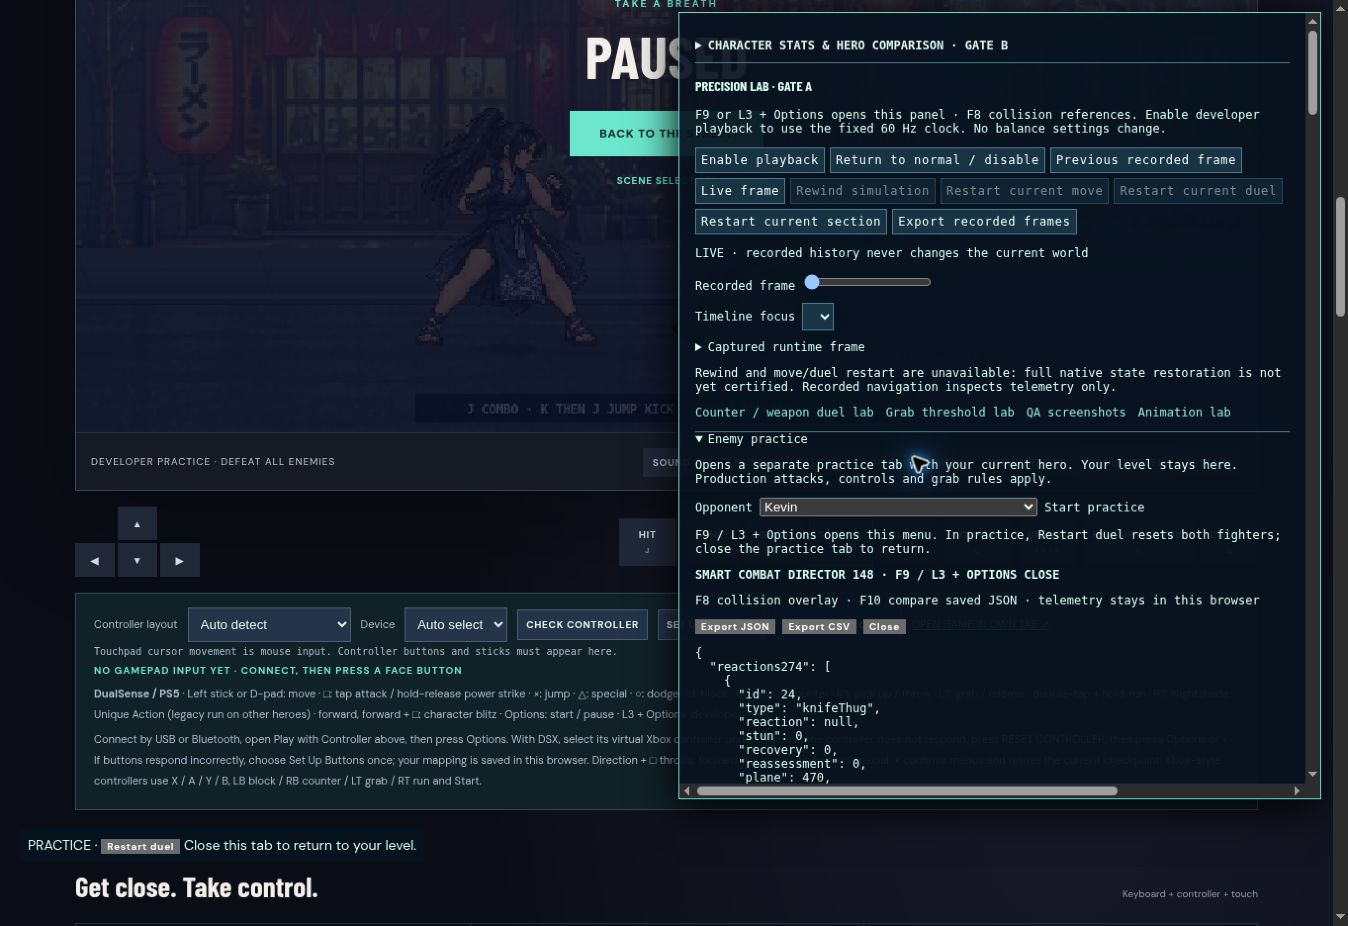 TAKE A BREATH
PAUSED
BACK TO TH
SCENE SELE
ラーメン
J COMBO · K THEN J JUMP KICK
DEVELOPER PRACTICE · DEFEAT ALL ENEMIES
SOUN
▲
◀ ▼ ▶
HIT
J
Controller layout Auto detect Device Auto select CHECK CONTROLLER SET
Touchpad cursor movement is mouse input. Controller buttons and sticks must appear here.
NO GAMEPAD INPUT YET · CONNECT, THEN PRESS A FACE BUTTON
DualSense / PS5 · Left stick or D-pad: move · □: tap attack / hold-release power strike · ×: jump · △: special · ○: dodge
Unique Action (legacy run on other heroes) · forward, forward + □: character blitz · Options: start / pause · L3 + Option
Connect by USB or Bluetooth, open Play with Controller above, then press Options. With DSX, select its virtual Xbox controller
If buttons respond incorrectly, choose Set Up Buttons once; your mapping is saved in this browser. Direction + □ throws
controllers use X / A / Y / B, LB block / RB counter / LT grab / RT run and Start.
PRACTICE · Restart duel Close this tab to return to your level.
Get close. Take control.
Keyboard + controller + touch
▶ CHARACTER STATS & HERO COMPARISON · GATE B
PRECISION LAB · GATE A
F9 or L3 + Options opens this panel · F8 collision references. Enable developer
playback to use the fixed 60 Hz clock. No balance settings change.
Enable playback Return to normal / disable Previous recorded frame
Live frame Rewind simulation Restart current move Restart current duel
Restart current section Export recorded frames
LIVE · recorded history never changes the current world
Recorded frame
Timeline focus
▶ Captured runtime frame
Rewind and move/duel restart are unavailable: full native state restoration is not
yet certified. Recorded navigation inspects telemetry only.
Counter / weapon duel lab Grab threshold lab QA screenshots Animation lab
▼ Enemy practice
Opens a separate practice tab with your current hero. Your level stays here.
Production attacks, controls and grab rules apply.
Opponent Kevin Start practice
F9 / L3 + Options opens this menu. In practice, Restart duel resets both fighters;
close the practice tab to return.
SMART COMBAT DIRECTOR 148 · F9 / L3 + OPTIONS CLOSE
F8 collision overlay · F10 compare saved JSON · telemetry stays in this browser
Export JSON Export CSV Close OPEN GAME IN OWN TAB ↗
{
"reactions274": [
{
"id": 24,
"type": "knifeThug",
"reaction": null,
"stun": 0,
"recovery": 0,
"reassessment": 0,
"plane": 470,